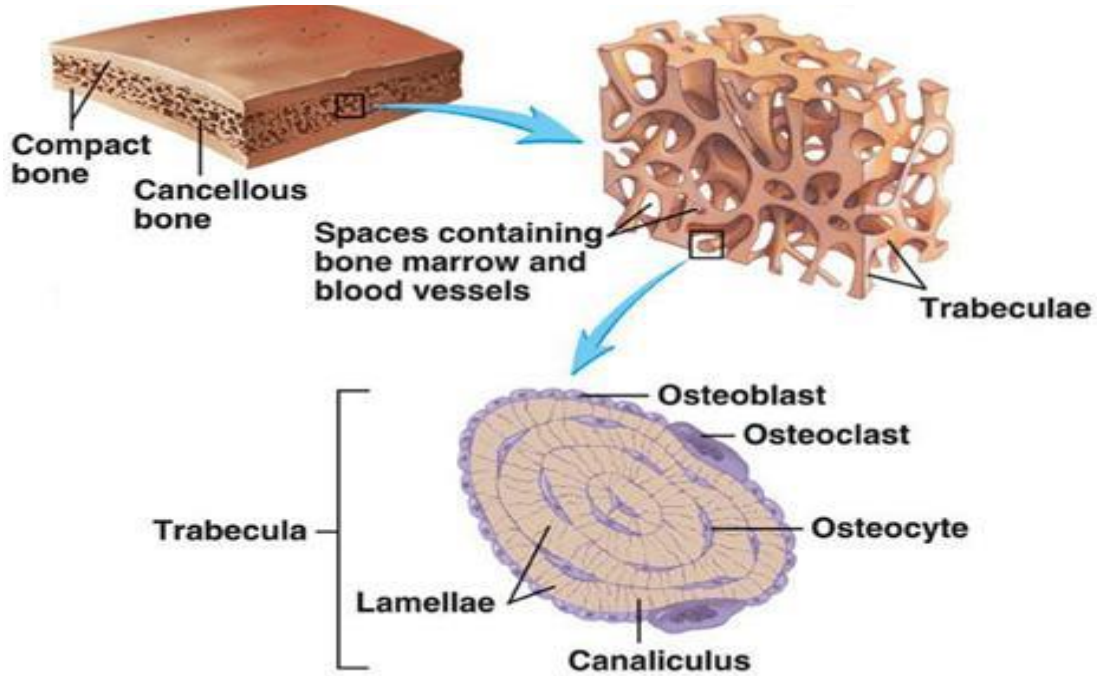 Compact
bone
Cancellous
bone
Spaces containing
bone marrow and
blood vessels
Trabeculae
Osteoblast
Osteoclast
Trabecula
Osteocyte
Lamellae
Canaliculus